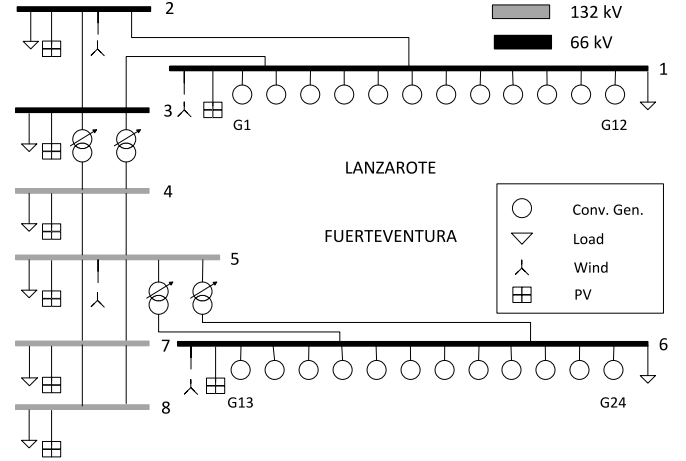 2
132 kV
66 kV
1
G1
G12
3
LANZAROTE
4
FUERTEVENTURA
Conv. Gen.
Load
Wind
PV
5
7
6
G13
G24
8